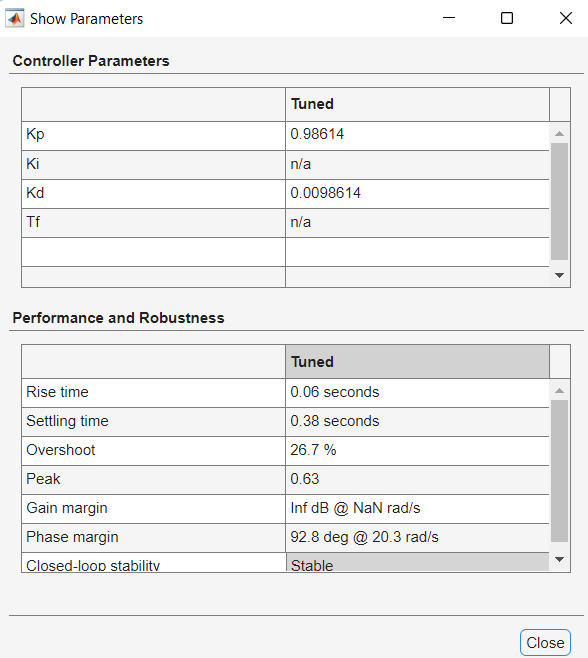 Show Parameters
Controller Parameters
Tuned
Kp 0.98614
Ki n/a
Kd 0.0098614
Tf n/a
Performance and Robustness
Tuned
Rise time 0.06 seconds
Settling time 0.38 seconds
Overshoot 26.7 %
Peak 0.63
Gain margin Inf dB @ NaN rad/s
Phase margin 92.8 deg @ 20.3 rad/s
Closed-loop stability Stable
Close